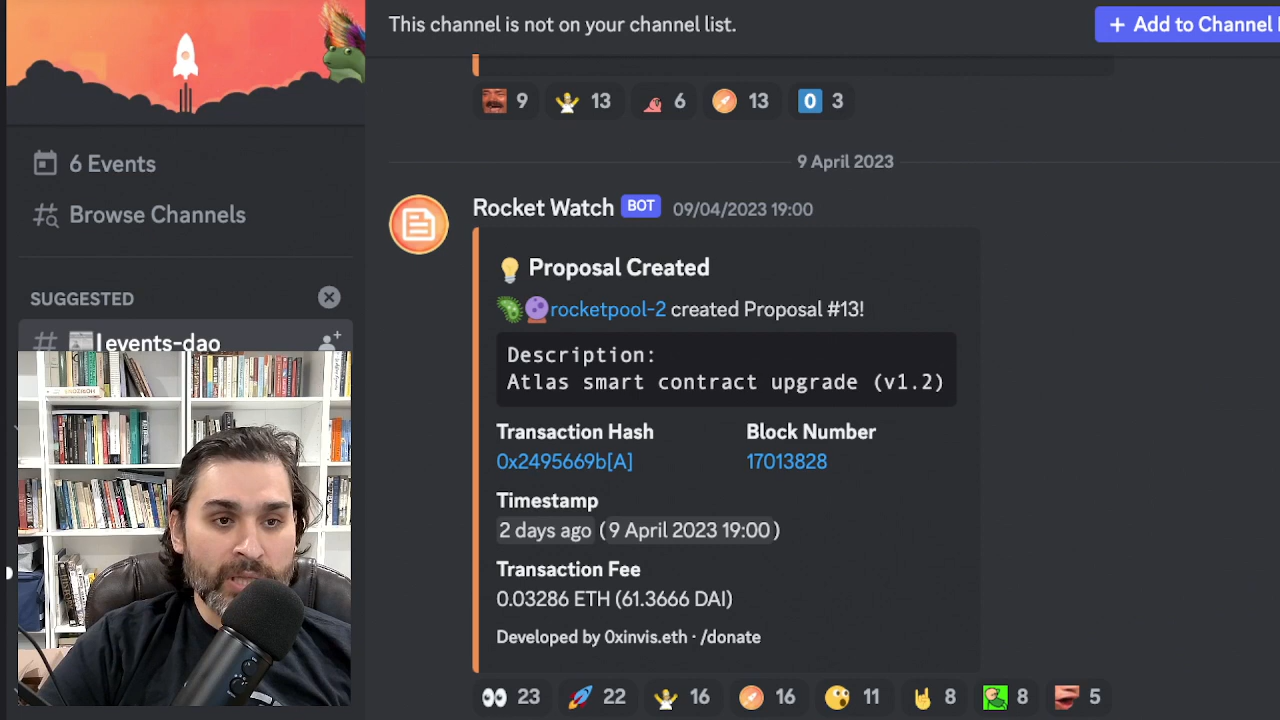 This channel is not on your channel list.
+ Add to Channel
9
13
6
13
0 3
6 Events
Browse Channels
9 April 2023
Rocket Watch BOT 09/04/2023 19:00
Proposal Created
rocketpool-2 created Proposal #13!
SUGGESTED
events-dao
Description:
Atlas smart contract upgrade (v1.2)
Transaction Hash
0x2495669b[A]
Block Number
17013828
Timestamp
2 days ago (9 April 2023 19:00)
Transaction Fee
0.03286 ETH (61.3666 DAI)
Developed by 0xinvis.eth · /donate
23
22
16
16
11
8
8
5